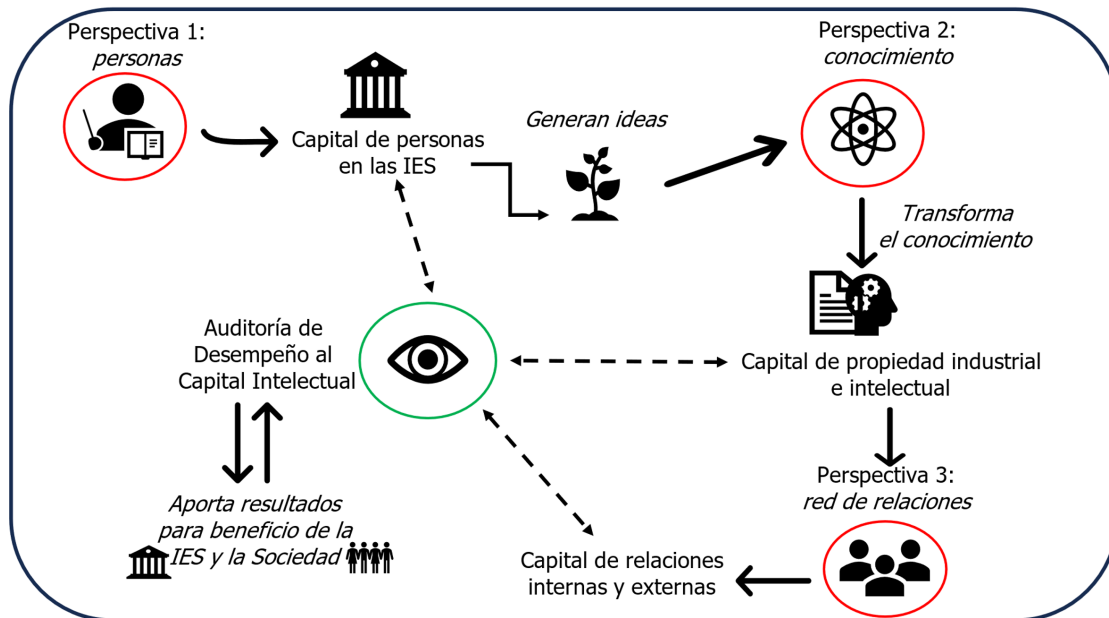 Perspectiva 1:
personas
Capital de personas
en las IES
Generan ideas
Perspectiva 2:
conocimiento
Transforma
el conocimiento
Capital de propiedad industrial
e intelectual
Perspectiva 3:
red de relaciones
Capital de relaciones
internas y externas
Auditoría de
Desempeño al
Capital Intelectual
Aporta resultados
para beneficio de la
IES y la Sociedad